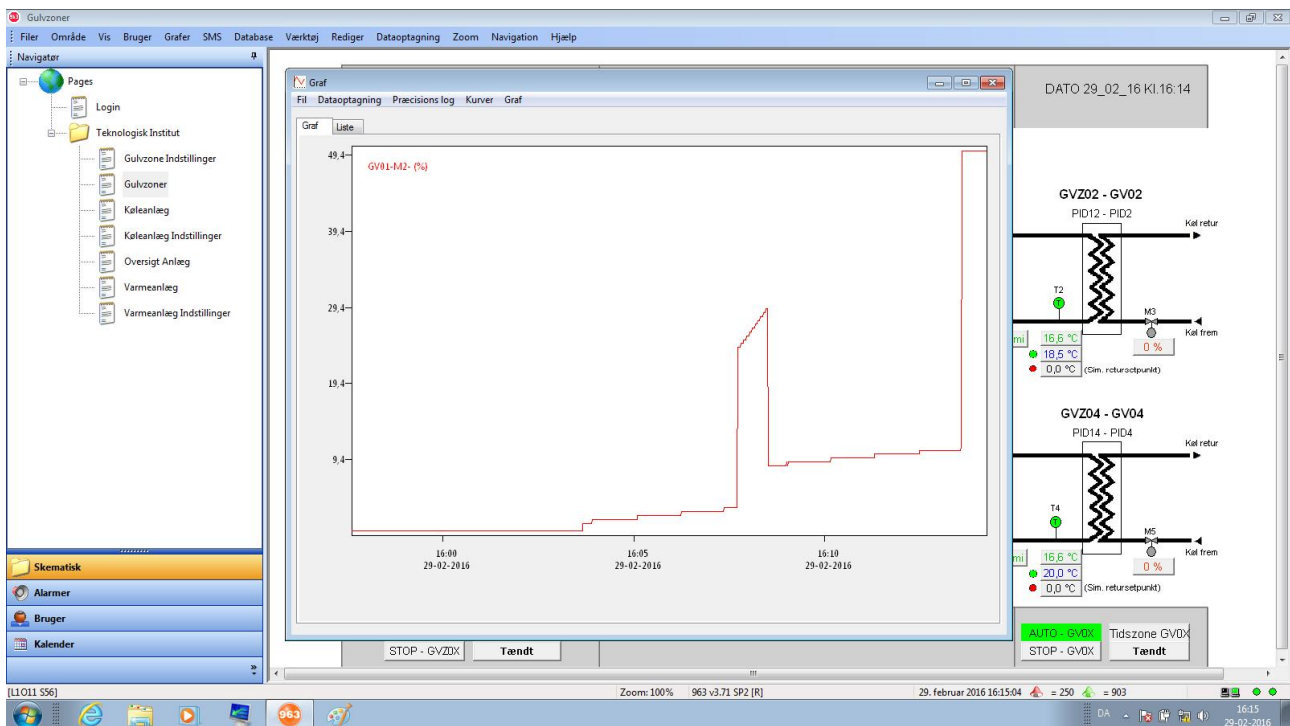 Gulvzoner
Filer Område Vis Bruger Grafer SMS Database Værktøj Rediger Dataoptagning Zoom Navigation Hjælp
Navigatør
Pages
Login
Teknologisk Institut
Gulvzone Indstillinger
Gulvzoner
Køleanlæg
Køleanlæg Indstillinger
Oversigt Anlæg
Varmeanlæg
Varmeanlæg Indstillinger
Skematisk
Alarmer
Bruger
Kalender
Graf
Fil Dataoptagning Præcisions log Kurver Graf
Graf Liste
GV01-M2- (%)
49,4
39,4
29,4
19,4
9,4
16:00 16:05 16:10
29-02-2016 29-02-2016 29-02-2016
DATO 29_02_16 Kl.16:14
GVZ02 - GV02
PID12 - PID2
Køl retur
T2
M3
Køl frem
mi 16,6 °C
18,5 °C
0 %
0,0 °C (Sim. retursetpunkt)
GVZ04 - GV04
PID14 - PID4
Køl retur
T4
M5
Køl frem
mi 16,6 °C
20,0 °C
0 %
0,0 °C (Sim. retursetpunkt)
AUTO - GV0X Tidszone GV0X
STOP - GVZ0X Tændt STOP - GV0X Tændt
[L1O11 S56] Zoom: 100% 963 v3.71 SP2 [R] 29. februar 2016 16:15:04 = 250 = 903
963 DA 16:15
29-02-2016